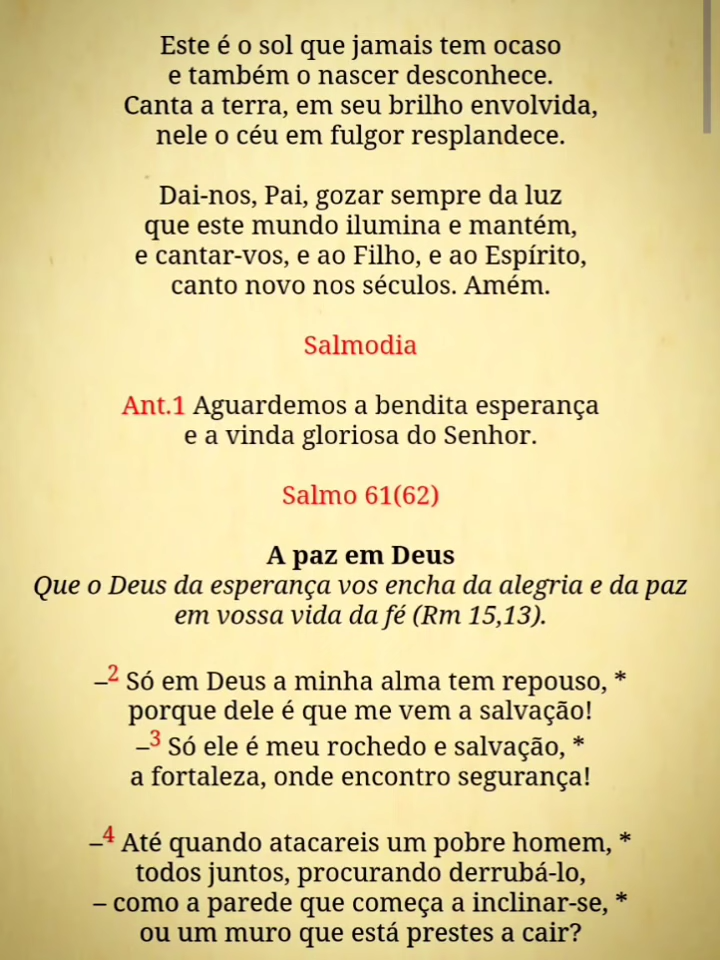 Este é o sol que jamais tem ocaso
e também o nascer desconhece.
Canta a terra, em seu brilho envolvida,
nele o céu em fulgor resplandece.
Dai-nos, Pai, gozar sempre da luz
que este mundo ilumina e mantém,
e cantar-vos, e ao Filho, e ao Espírito,
canto novo nos séculos. Amém.
Salmodia
Ant.1 Aguardemos a bendita esperança
e a vinda gloriosa do Senhor.
Salmo 61(62)
A paz em Deus
Que o Deus da esperança vos encha da alegria e da paz
em vossa vida da fé (Rm 15,13).
–2 Só em Deus a minha alma tem repouso, *
porque dele é que me vem a salvação!
–3 Só ele é meu rochedo e salvação, *
a fortaleza, onde encontro segurança!
–4 Até quando atacareis um pobre homem, *
todos juntos, procurando derrubá-lo,
– como a parede que começa a inclinar-se, *
ou um muro que está prestes a cair?